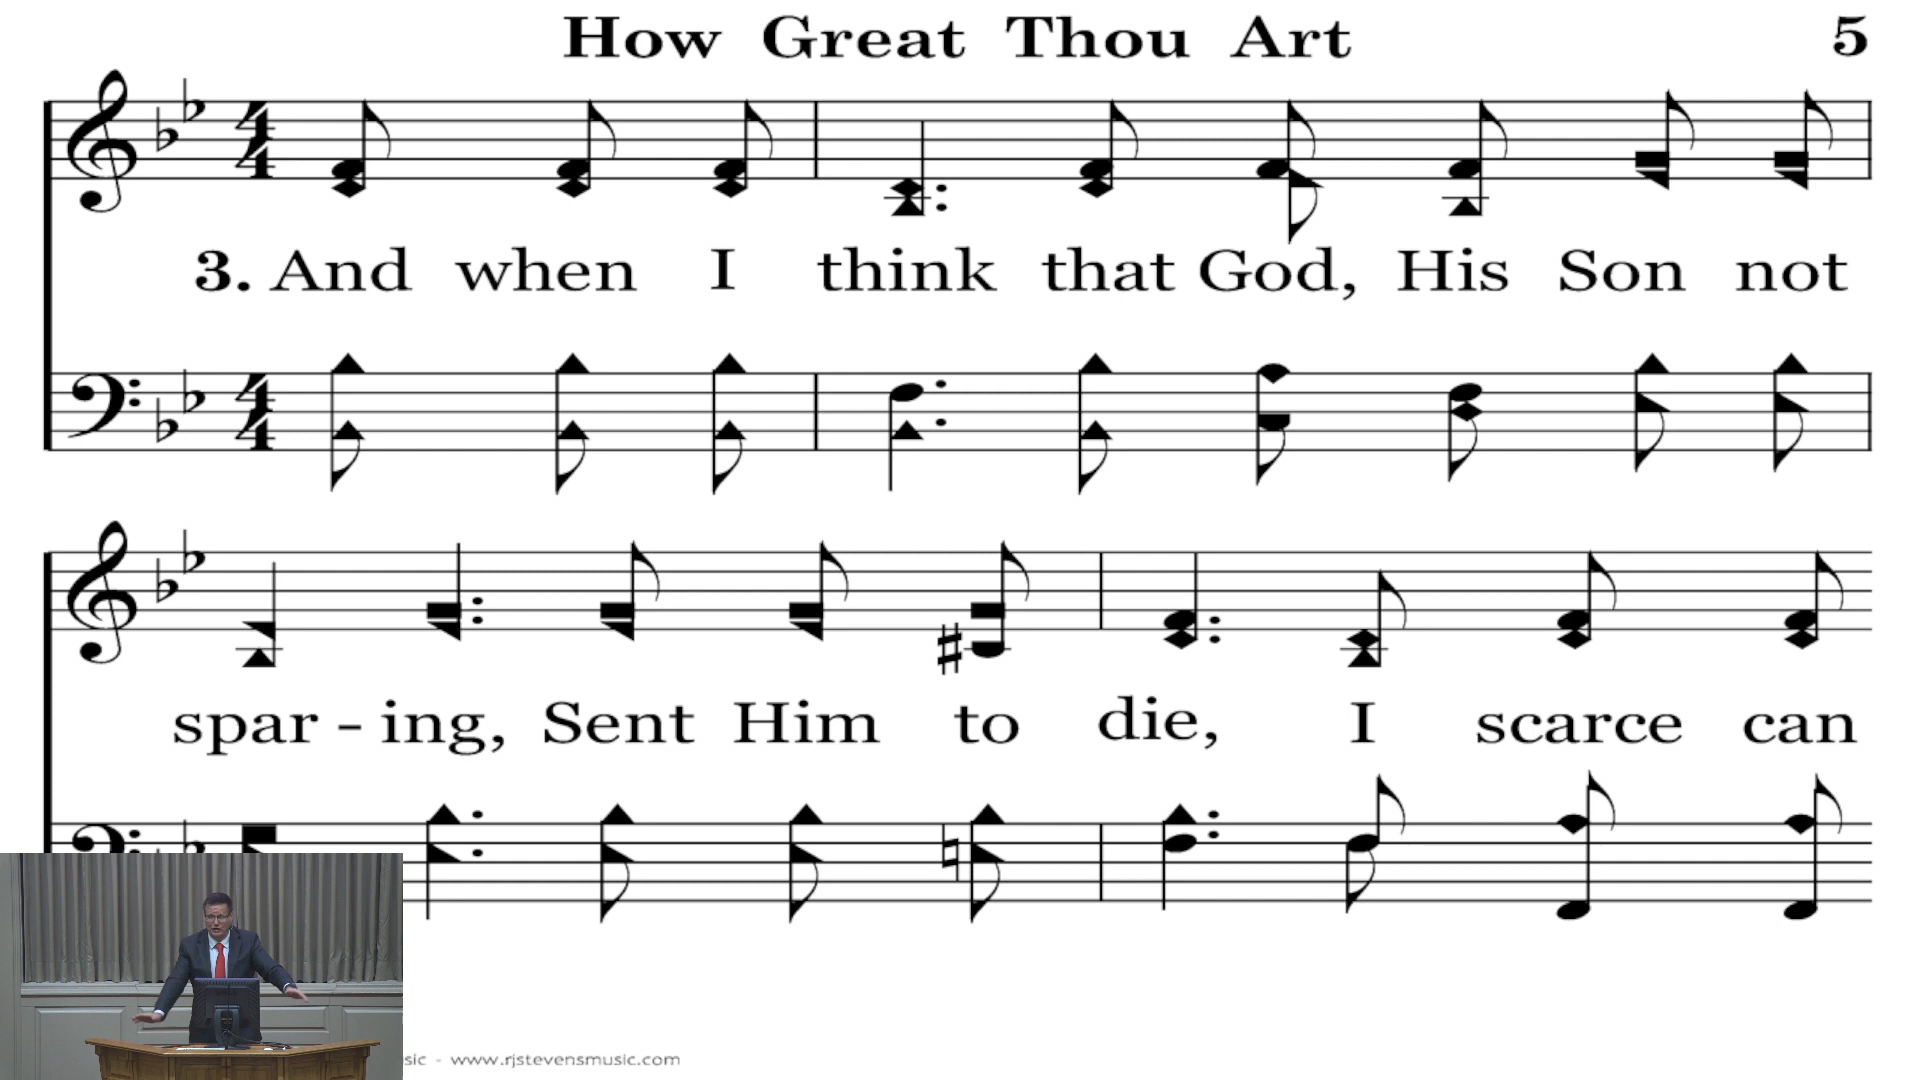 How Great Thou Art 5
3. And when I think that God, His Son not
spar - ing, Sent Him to die, I scarce can
sic - www.rjstevensmusic.com